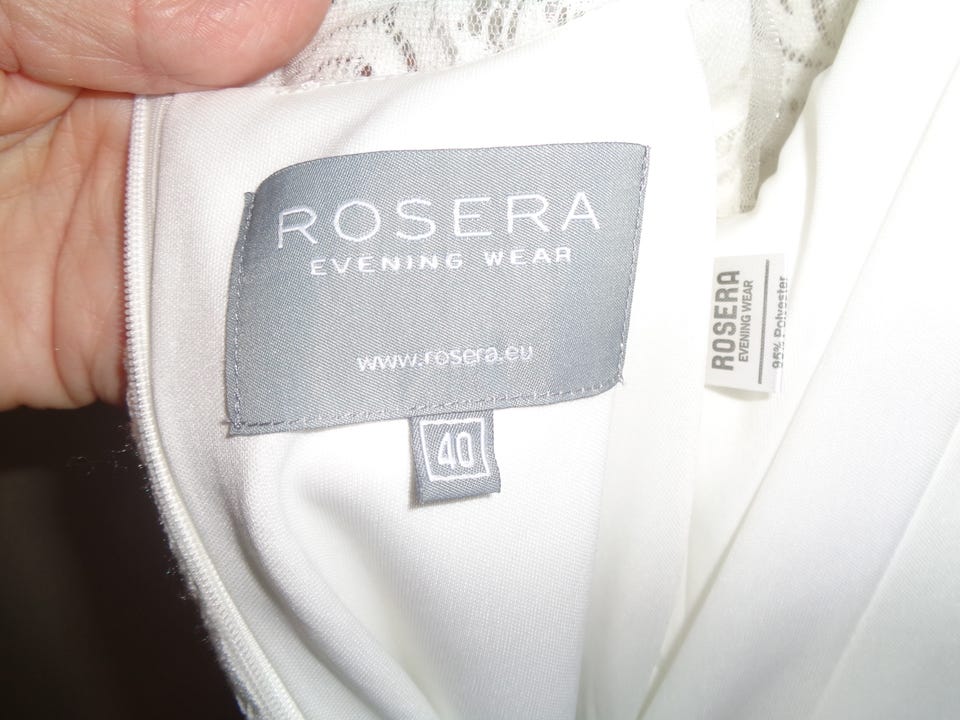 ROSERA
EVENING WEAR
www.rosera.eu
40
ROSERA
EVENING WEAR
95% Polyester